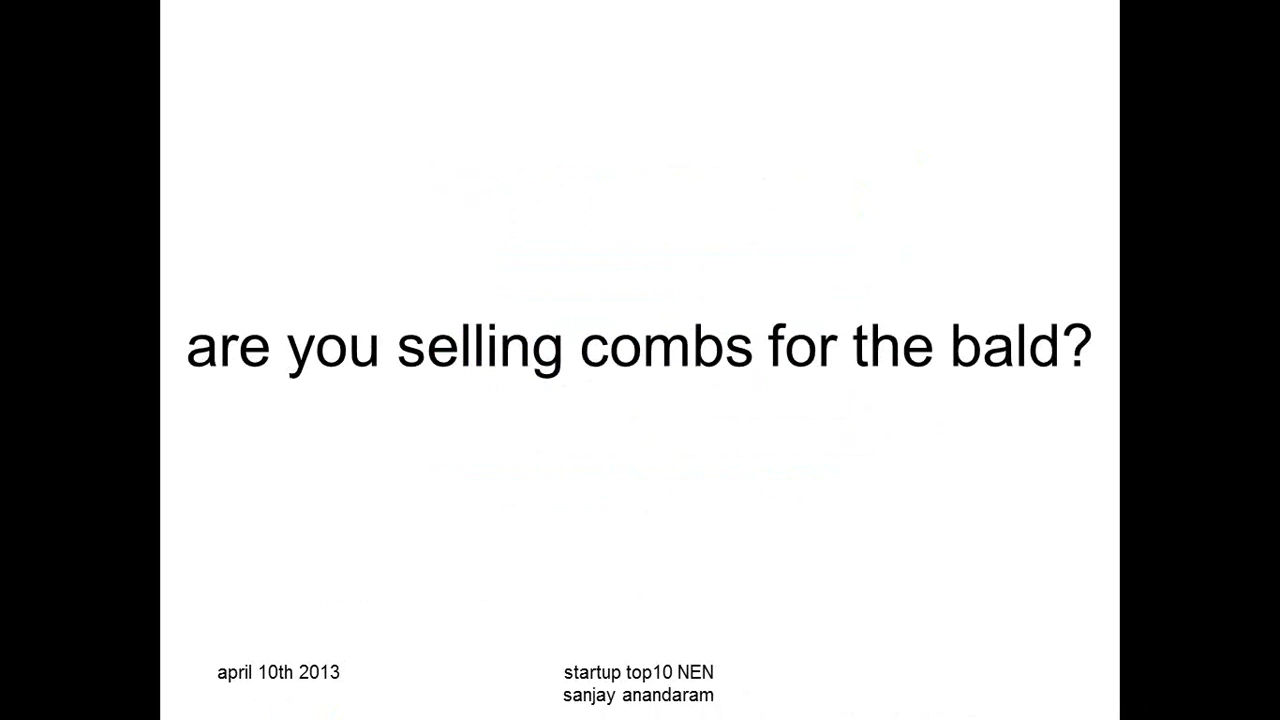 are you selling combs for the bald?
april 10th 2013
startup top10 NEN
sanjay anandaram